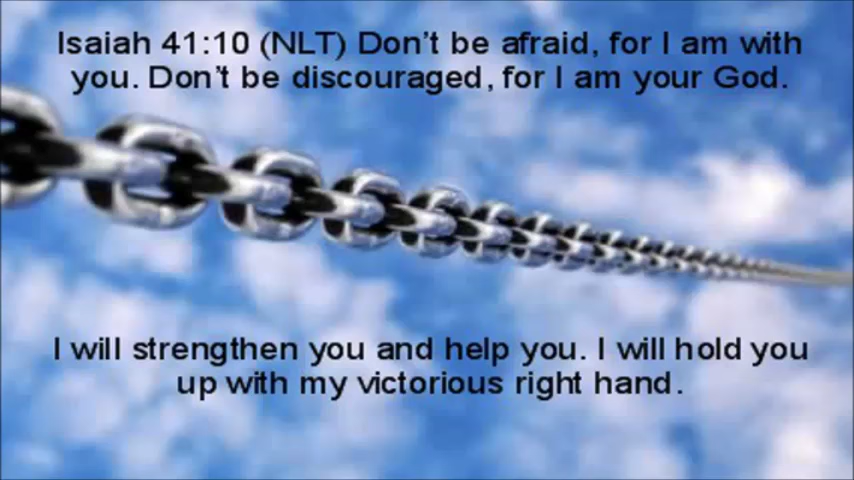 Isaiah 41:10 (NLT) Don't be afraid, for I am with
you. Don't be discouraged, for I am your God.
I will strengthen you and help you. I will hold you
up with my victorious right hand.